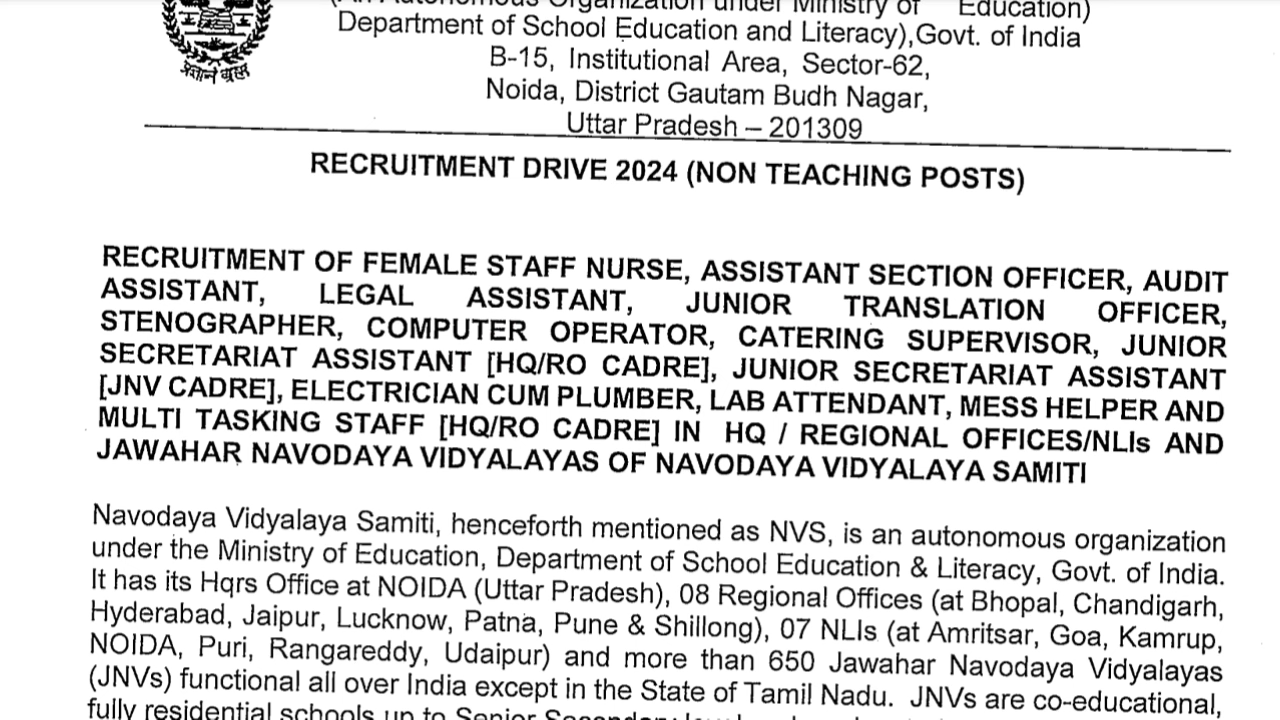 (An Autonomous Organization under Ministry of Education)
Department of School Education and Literacy),Govt. of India
B-15, Institutional Area, Sector-62,
Noida, District Gautam Budh Nagar,
Uttar Pradesh – 201309
प्रज्ञानं ब्रह्म
RECRUITMENT DRIVE 2024 (NON TEACHING POSTS)
RECRUITMENT OF FEMALE STAFF NURSE, ASSISTANT SECTION OFFICER, AUDIT
ASSISTANT, LEGAL ASSISTANT, JUNIOR TRANSLATION OFFICER,
STENOGRAPHER, COMPUTER OPERATOR, CATERING SUPERVISOR, JUNIOR
SECRETARIAT ASSISTANT [HQ/RO CADRE], JUNIOR SECRETARIAT ASSISTANT
[JNV CADRE], ELECTRICIAN CUM PLUMBER, LAB ATTENDANT, MESS HELPER AND
MULTI TASKING STAFF [HQ/RO CADRE] IN HQ / REGIONAL OFFICES/NLIs AND
JAWAHAR NAVODAYA VIDYALAYAS OF NAVODAYA VIDYALAYA SAMITI
Navodaya Vidyalaya Samiti, henceforth mentioned as NVS, is an autonomous organization
under the Ministry of Education, Department of School Education & Literacy, Govt. of India.
It has its Hqrs Office at NOIDA (Uttar Pradesh), 08 Regional Offices (at Bhopal, Chandigarh,
Hyderabad, Jaipur, Lucknow, Patna, Pune & Shillong), 07 NLIs (at Amritsar, Goa, Kamrup,
NOIDA, Puri, Rangareddy, Udaipur) and more than 650 Jawahar Navodaya Vidyalayas
(JNVs) functional all over India except in the State of Tamil Nadu. JNVs are co-educational,
fully residential schools up to Senior Secondary level